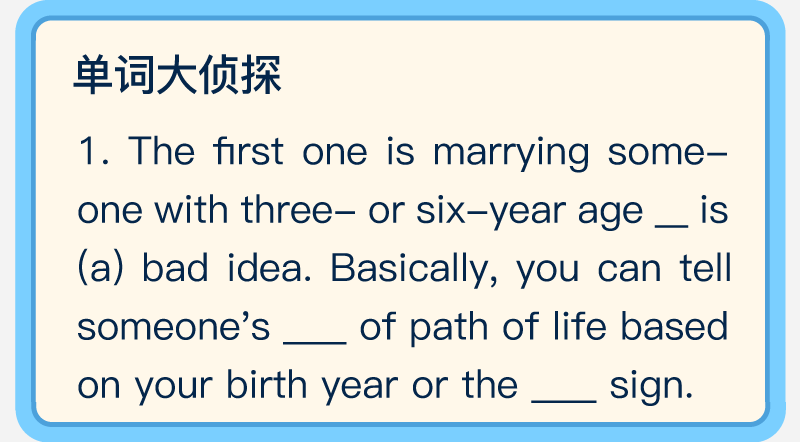 单词大侦探
1. The first one is marrying some–
one with three– or six–year age __ is
(a) bad idea. Basically, you can tell
someone’s ____ of path of life based
on your birth year or the ____ sign.